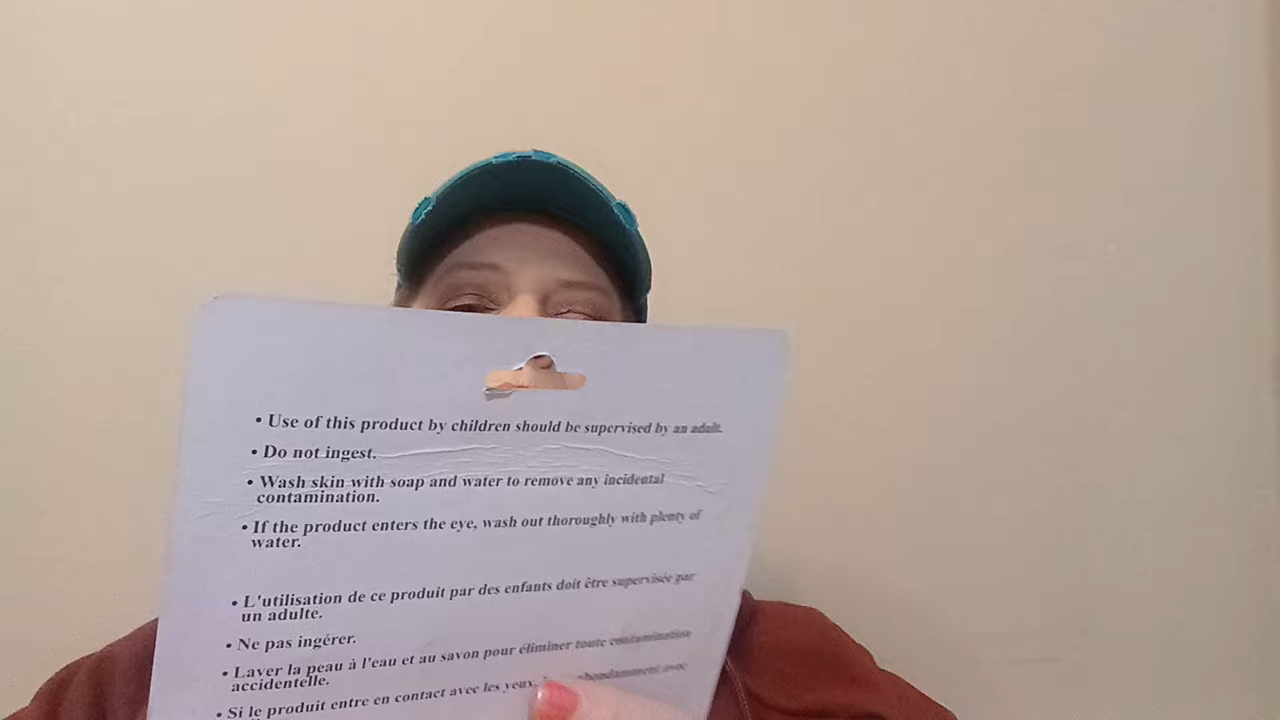 • Use of this product by children should be supervised by an adult.
• Do not ingest.
• Wash skin with soap and water to remove any incidental
contamination.
• If the product enters the eye, wash out thoroughly with plenty of
water.
• L'utilisation de ce produit par des enfants doit être supervisée par
un adulte.
• Ne pas ingérer.
• Laver la peau à l'eau et au savon pour éliminer toute contamination
accidentelle.
• Si le produit entre en contact avec les yeux, abondamment avec